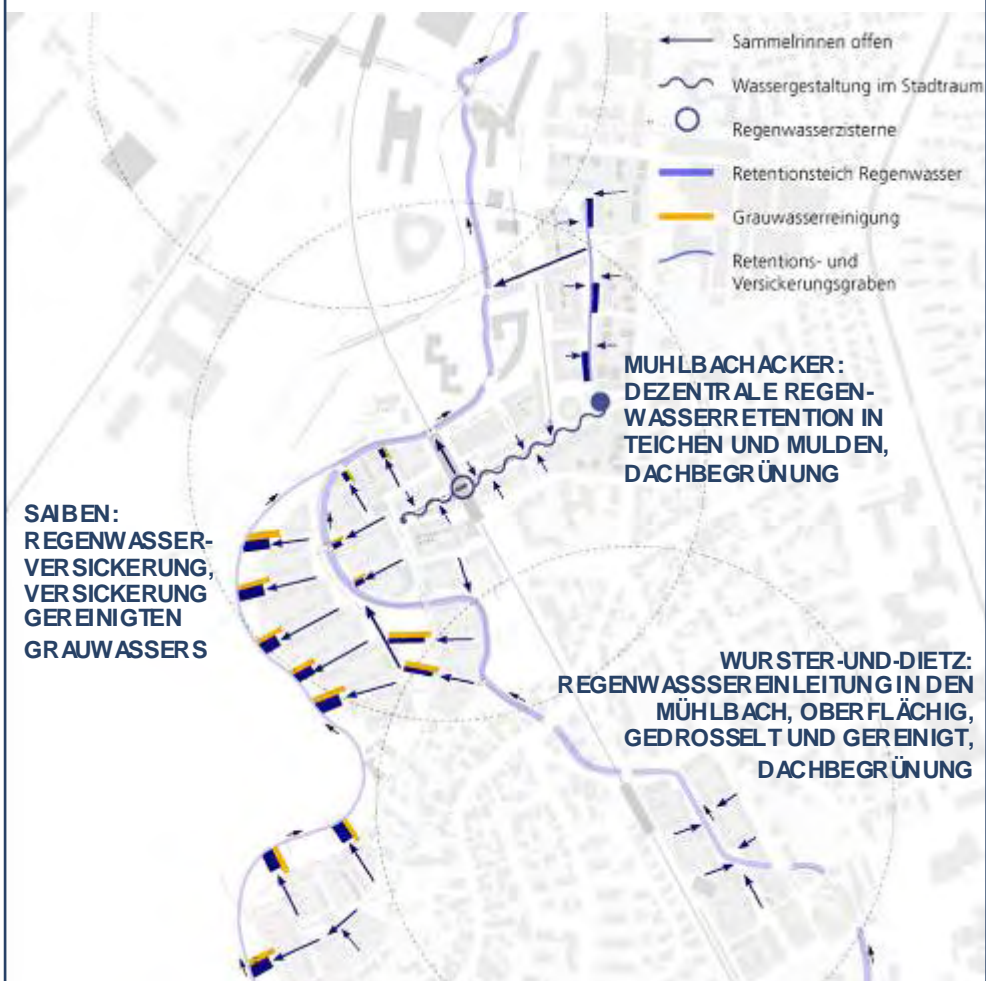 Sammelrinnen offen
Wassergestaltung im Stadtraum
Regenwasserzisterne
Retentionsteich Regenwasser
Grauwasserreinigung
Retentions- und
Versickerungsgraben
MUHLBACHACKER:
DEZENTRALE REGEN-
WASSERRETENTION IN
TEICHEN UND MULDEN,
DACHBEGRÜNUNG
SAIBEN:
REGENWASSER-
VERSICKERUNG,
VERSICKERUNG
GEREINIGTEN
GRAUWASSERS
WURSTER-UND-DIETZ:
REGENWASSSEREINLEITUNG IN DEN
MÜHLBACH, OBERFLÄCHIG,
GEDROSSELT UND GEREINIGT,
DACHBEGRÜNUNG